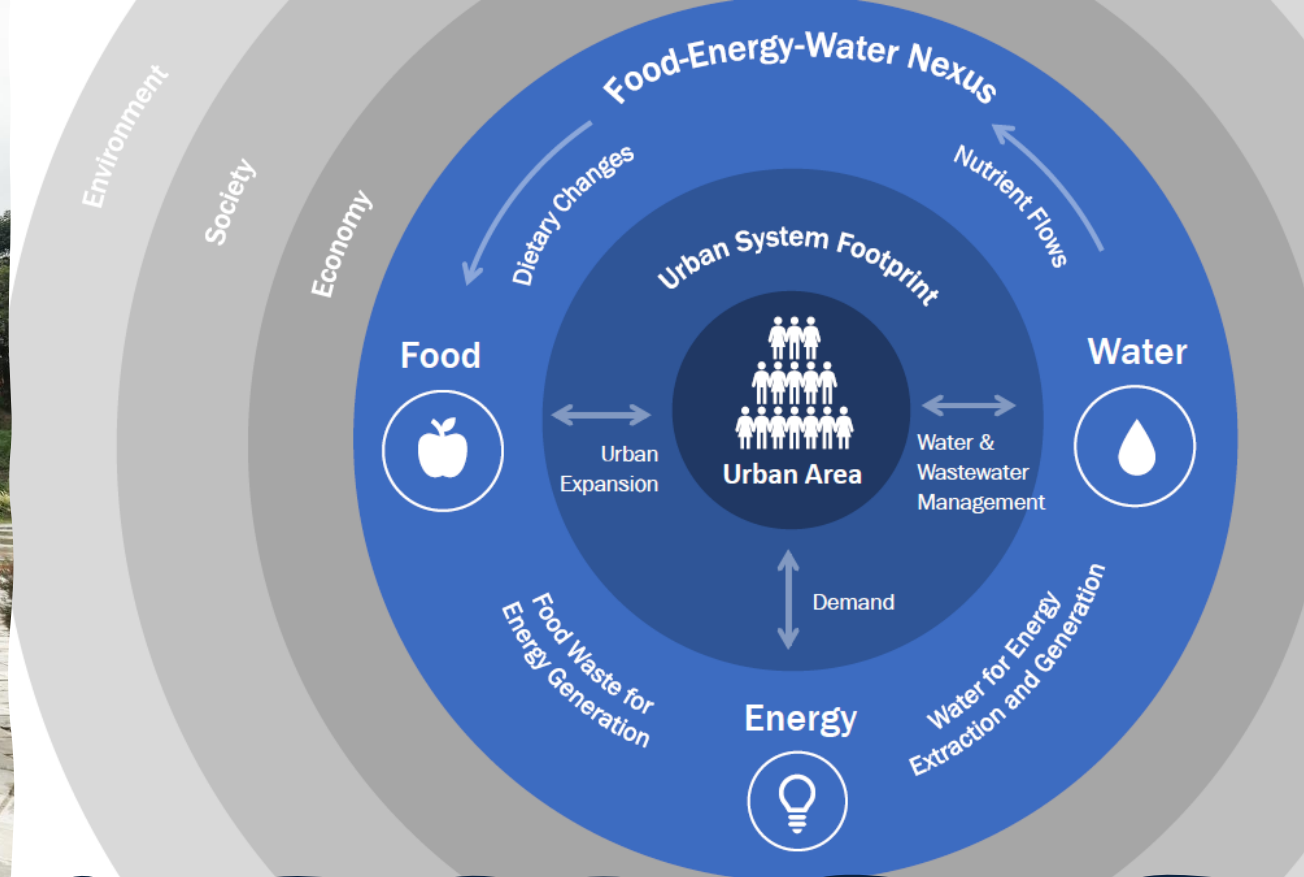 Food-Energy-Water Nexus
Environment
Society
Economy
Dietary Changes
Nutrient Flows
Urban System Footprint
Food
Water
Urban
Expansion
Urban Area
Water &
Wastewater
Management
Demand
Food Waste for
Energy Generation
Water for Energy
Extraction and Generation
Energy